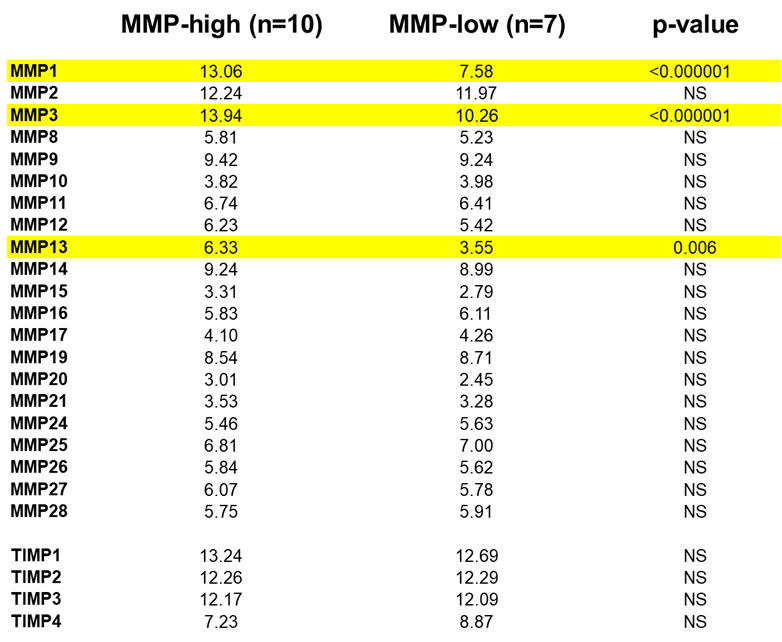 MMP-high (n=10) MMP-low (n=7) p-value
MMP1 13.06 7.58 <0.000001
MMP2 12.24 11.97 NS
MMP3 13.94 10.26 <0.000001
MMP8 5.81 5.23 NS
MMP9 9.42 9.24 NS
MMP10 3.82 3.98 NS
MMP11 6.74 6.41 NS
MMP12 6.23 5.42 NS
MMP13 6.33 3.55 0.006
MMP14 9.24 8.99 NS
MMP15 3.31 2.79 NS
MMP16 5.83 6.11 NS
MMP17 4.10 4.26 NS
MMP19 8.54 8.71 NS
MMP20 3.01 2.45 NS
MMP21 3.53 3.28 NS
MMP24 5.46 5.63 NS
MMP25 6.81 7.00 NS
MMP26 5.84 5.62 NS
MMP27 6.07 5.78 NS
MMP28 5.75 5.91 NS
TIMP1 13.24 12.69 NS
TIMP2 12.26 12.29 NS
TIMP3 12.17 12.09 NS
TIMP4 7.23 8.87 NS